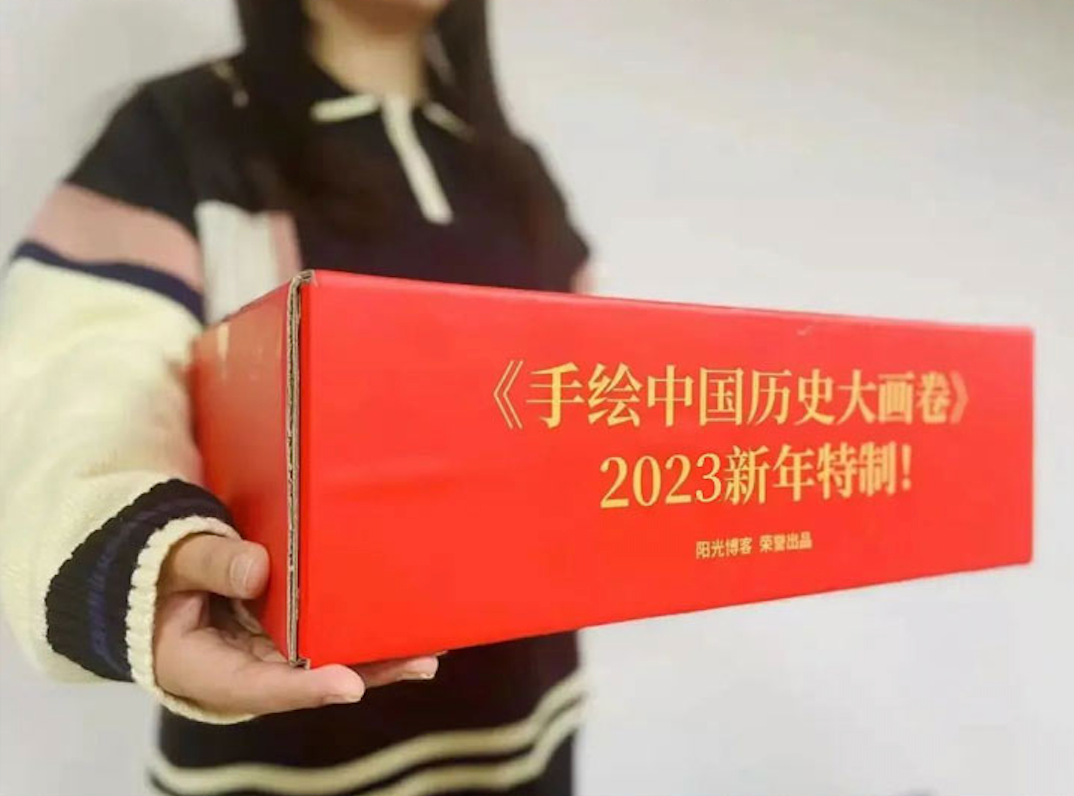 《手绘中国历史大画卷》
2023新年特制!
阳光博客 荣誉出品